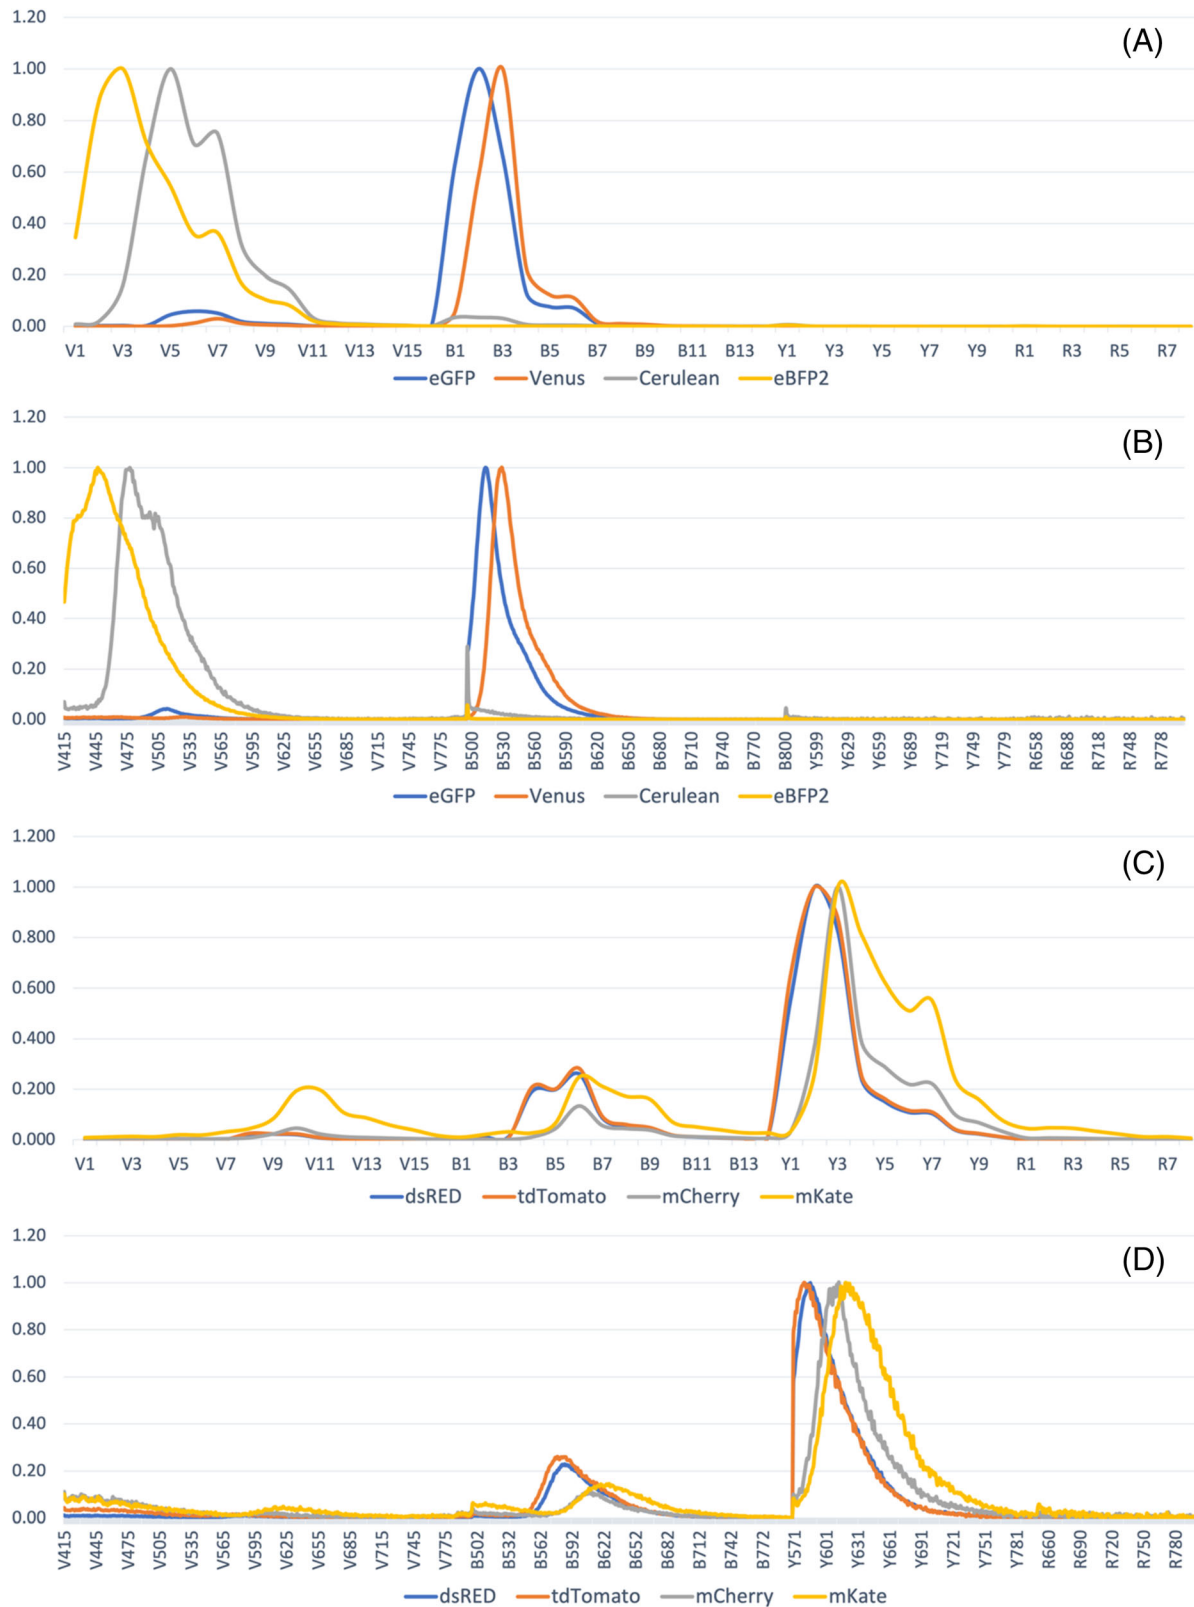 1.20
(A)
1.00
0.80
0.60
0.40
0.20
0.00
V1 V3 V5 V7 V9 V11 V13 V15 B1 B3 B5 B7 B9 B11 B13 Y1 Y3 Y5 Y7 Y9 R1 R3 R5 R7
eGFP Venus Cerulean eBFP2
1.20
(B)
1.00
0.80
0.60
0.40
0.20
0.00
V415 V445 V475 V505 V535 V565 V595 V625 V655 V685 V715 V745 V775 B500 B530 B560 B590 B620 B650 B680 B710 B740 B770 B800 Y599 Y629 Y659 Y689 Y719 Y749 Y779 R658 R688 R718 R748 R778
eGFP Venus Cerulean eBFP2
1.200
(C)
1.000
0.800
0.600
0.400
0.200
0.000
V1 V3 V5 V7 V9 V11 V13 V15 B1 B3 B5 B7 B9 B11 B13 Y1 Y3 Y5 Y7 Y9 R1 R3 R5 R7
dsRED tdTomato mCherry mKate
1.20
(D)
1.00
0.80
0.60
0.40
0.20
0.00
V415 V445 V475 V505 V535 V565 V595 V625 V655 V685 V715 V745 V775 B502 B532 B562 B592 B622 B652 B682 B712 B742 B772 Y571 Y601 Y631 Y661 Y691 Y721 Y751 Y781 R660 R690 R720 R750 R780
dsRED tdTomato mCherry mKate